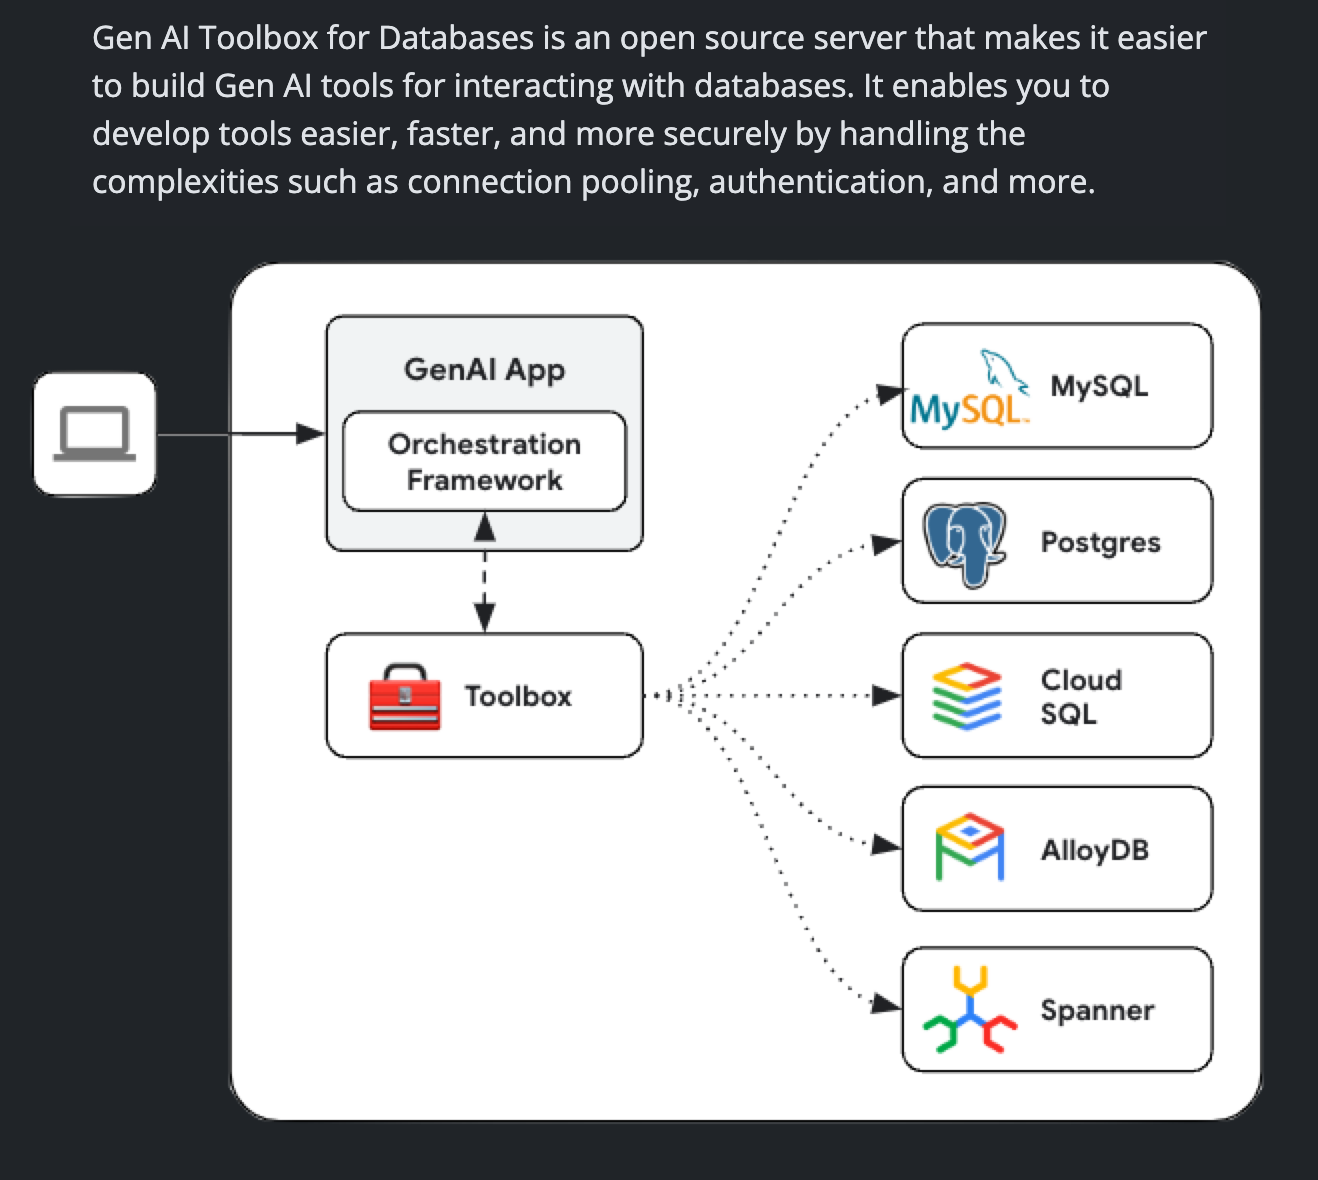 Gen AI Toolbox for Databases is an open source server that makes it easier
to build Gen AI tools for interacting with databases. It enables you to
develop tools easier, faster, and more securely by handling the
complexities such as connection pooling, authentication, and more.
GenAI App
Orchestration
Framework
Toolbox
MySQL™
MySQL
Postgres
Cloud
SQL
AlloyDB
Spanner